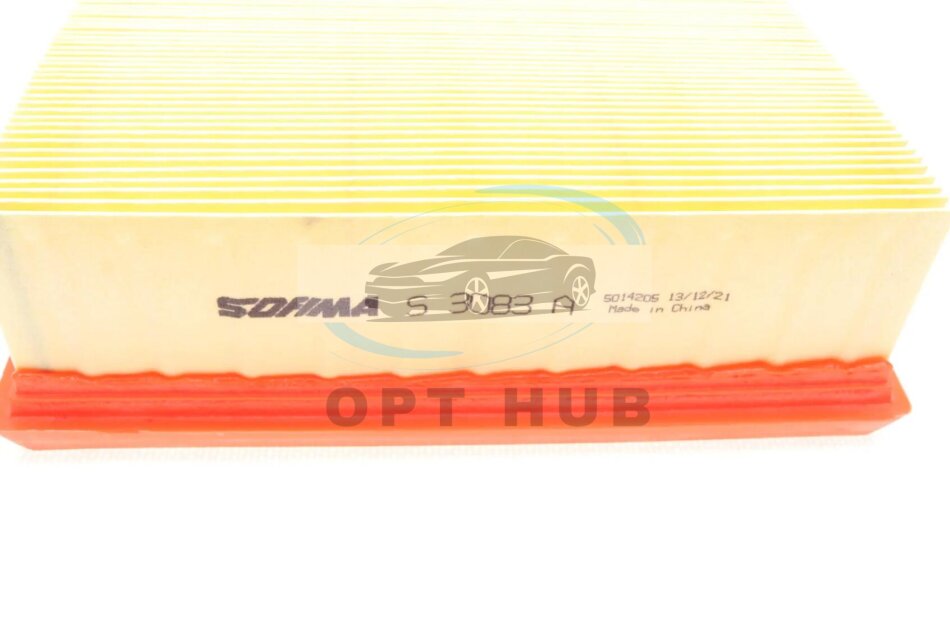 SOFIMA S 3083 A
5014205 13/12/21
Made in China
OPT HUB